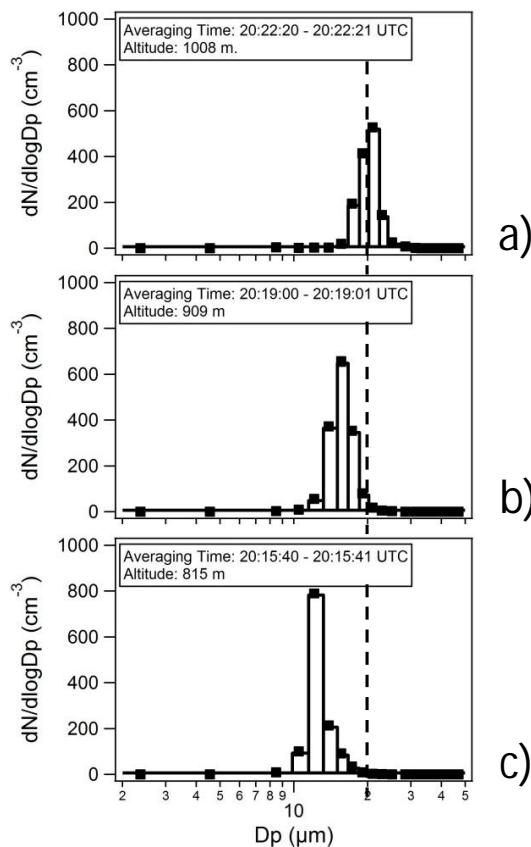 Averaging Time: 20:22:20 - 20:22:21 UTC
Altitude: 1008 m.
1000
800
600
400
200
0
dN/dlogDp (cm-3)
a)
Averaging Time: 20:19:00 - 20:19:01 UTC
Altitude: 909 m
1000
800
600
400
200
0
dN/dlogDp (cm-3)
b)
Averaging Time: 20:15:40 - 20:15:41 UTC
Altitude: 815 m
1000
800
600
400
200
0
dN/dlogDp (cm-3)
c)
2 3 4 5 6 7 8 9 10 2 3 4 5
Dp (µm)